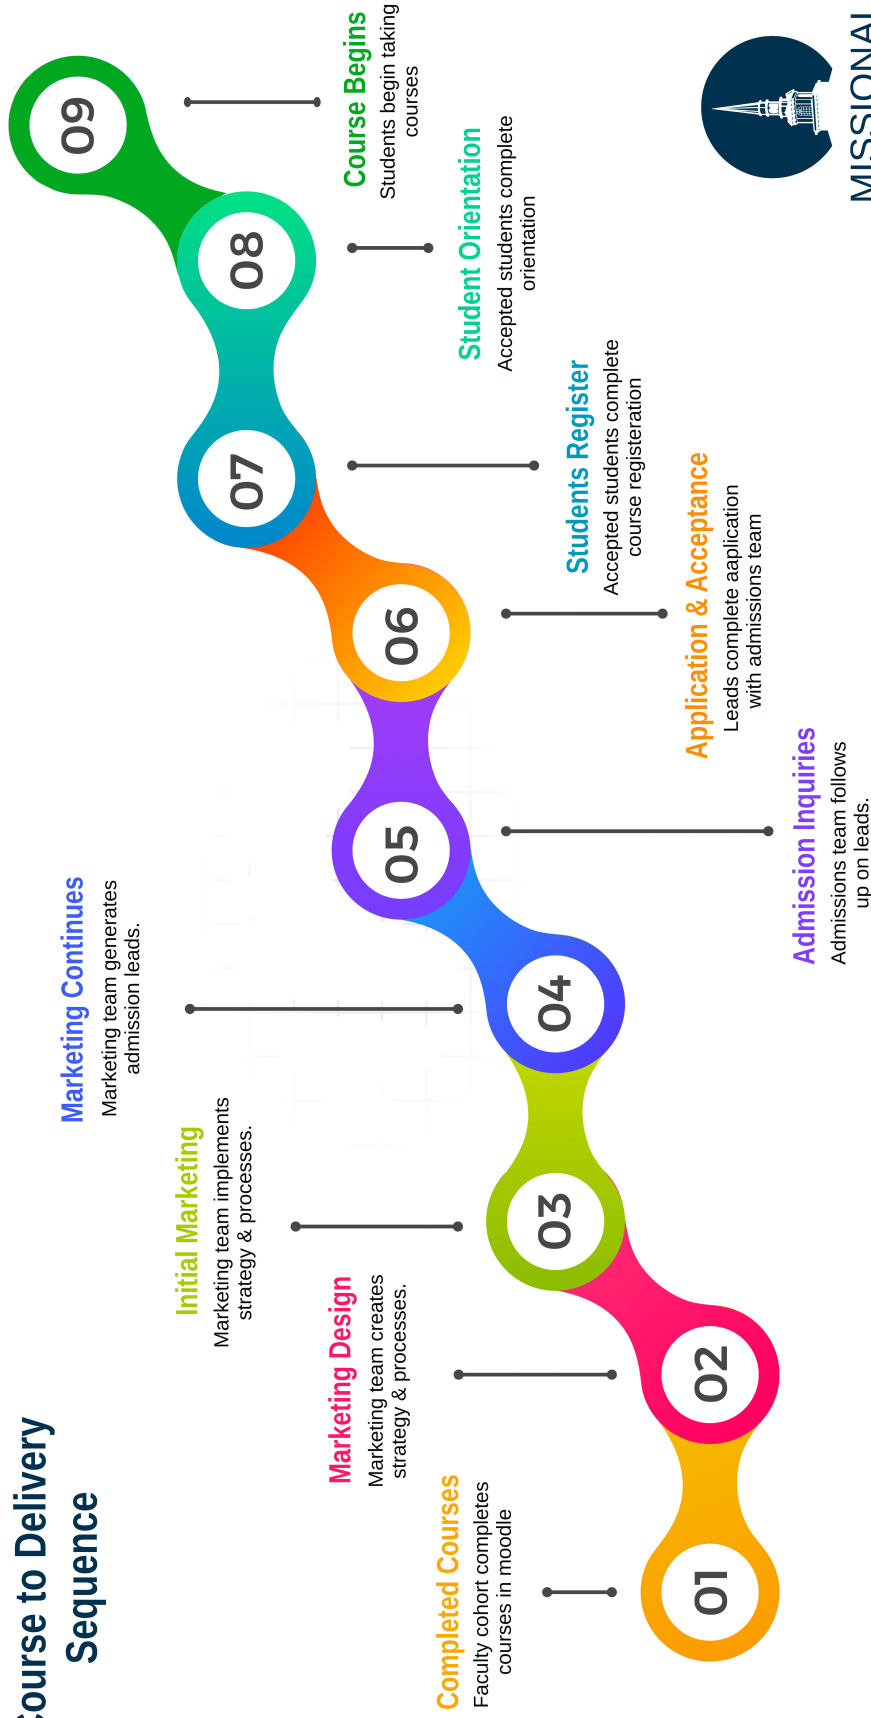 Course to Delivery
Sequence
01
Completed Courses
Faculty cohort completes
courses in moodle
02
Marketing Design
Marketing team creates
strategy & processes.
03
Initial Marketing
Marketing team implements
strategy & processes.
04
Marketing Continues
Marketing team generates
admission leads.
05
Admission Inquiries
Admissions team follows
up on leads.
06
Application & Acceptance
Leads complete aaplication
with admissions team
07
Students Register
Accepted students complete
course registeration
08
Student Orientation
Accepted students complete
orientation
09
Course Begins
Students begin taking
courses
MISSIONAL